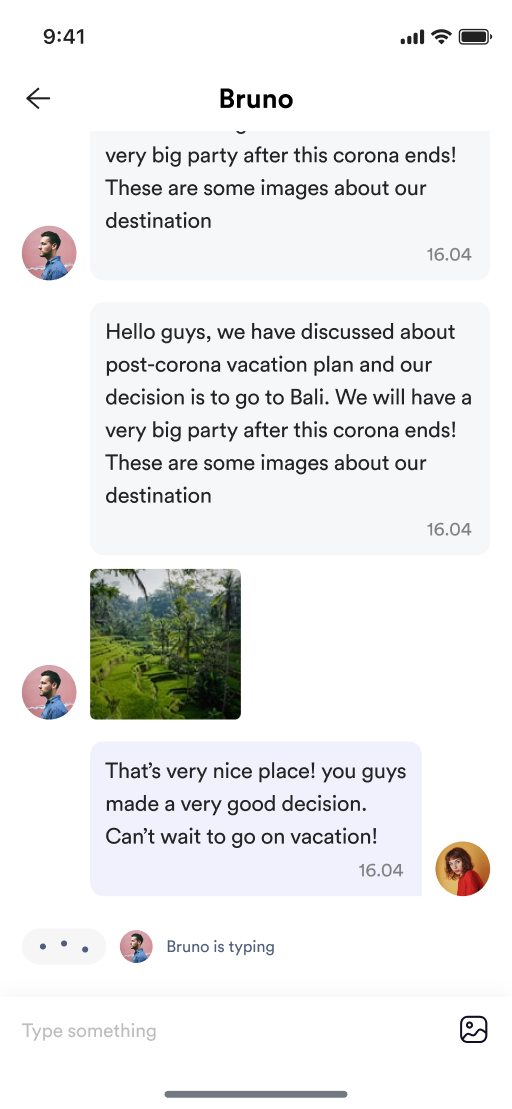 9:41
Bruno
very big party after this corona ends!
These are some images about our
destination
16.04
Hello guys, we have discussed about
post-corona vacation plan and our
decision is to go to Bali. We will have a
very big party after this corona ends!
These are some images about our
destination
16.04
That’s very nice place! you guys
made a very good decision.
Can’t wait to go on vacation!
16.04
Bruno is typing
Type something